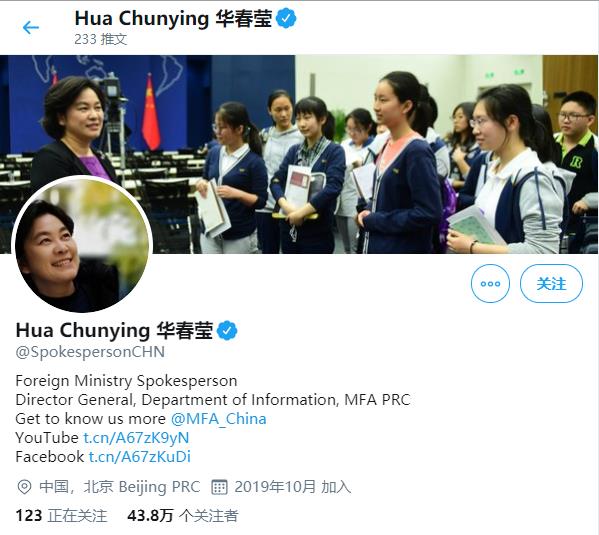 Hua Chunying 华春莹
233 推文
关注
Hua Chunying 华春莹
@SpokespersonCHN
Foreign Ministry Spokesperson
Director General, Department of Information, MFA PRC
Get to know us more @MFA_China
YouTube t.cn/A67zK9yN
Facebook t.cn/A67zKuDi
中国，北京 Beijing PRC 2019年10月 加入
123 正在关注 43.8万 个关注者